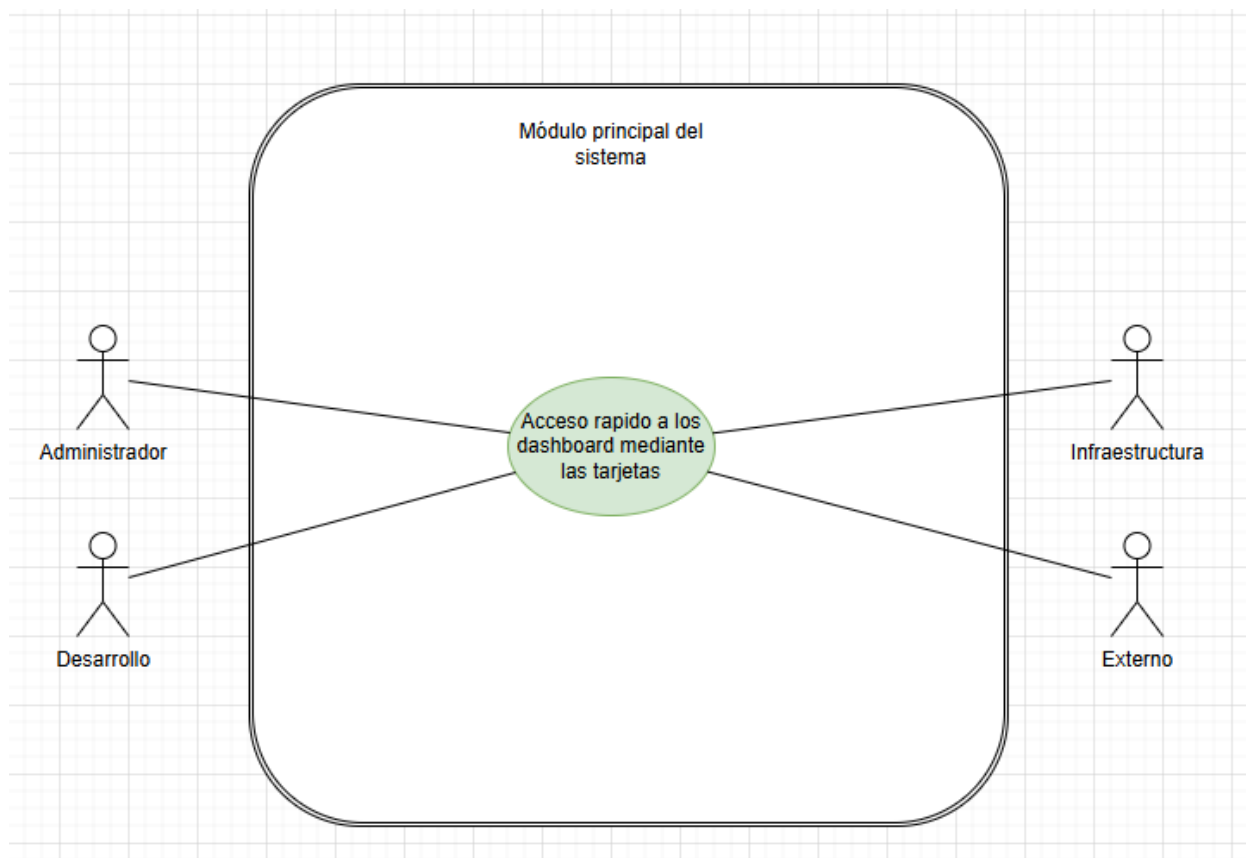 Módulo principal del
sistema
Acceso rapido a los
dashboard mediante
las tarjetas
Administrador
Infraestructura
Desarrollo
Externo